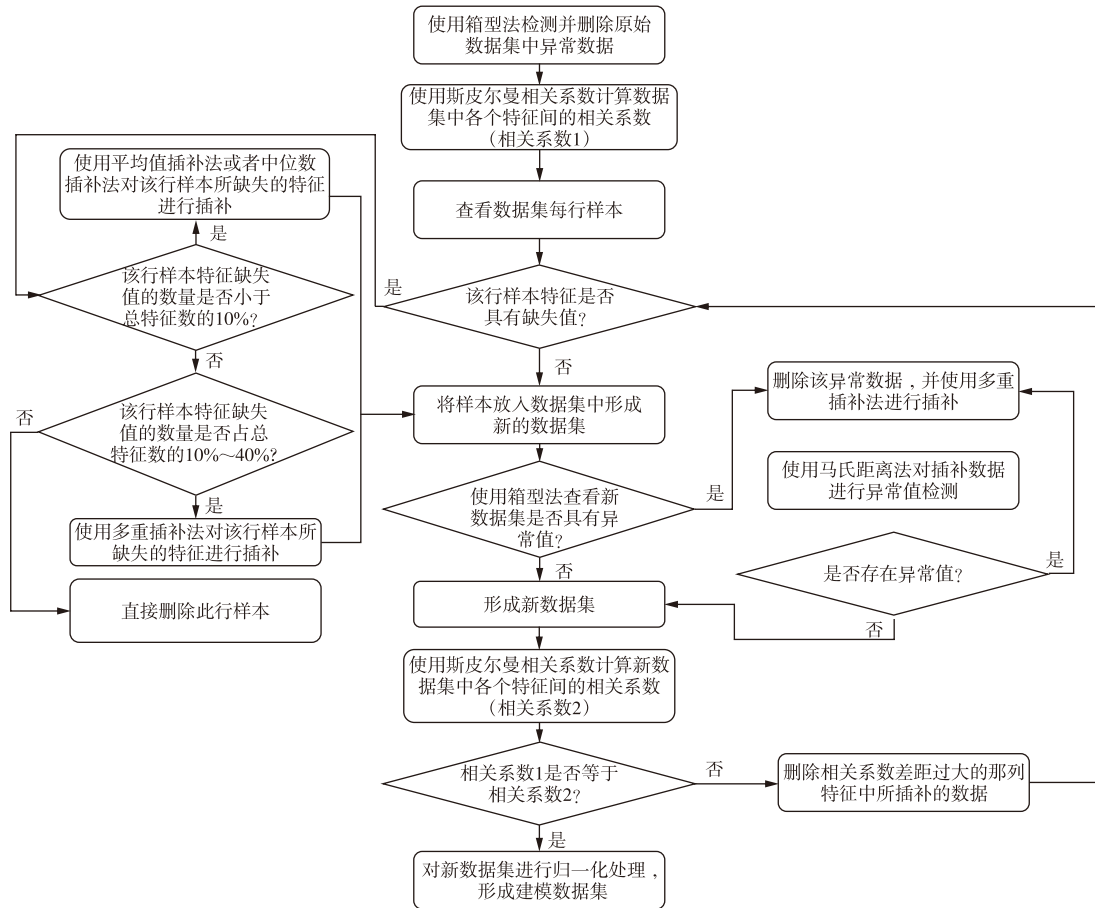 使用箱型法检测并删除原始
数据集中异常数据
使用斯皮尔曼相关系数计算数据
集中各个特征间的相关系数
（相关系数1）
查看数据集每行样本
该行样本特征是否
具有缺失值？
是
否
使用平均值插补法或者中位数
插补法对该行样本所缺失的特征
进行插补
是
该行样本特征缺失
值的数量是否小于
总特征数的10%？
否
该行样本特征缺失
值的数量是否占总
特征数的10%～40%？
否
是
使用多重插补法对该行样本所
缺失的特征进行插补
直接删除此行样本
将样本放入数据集中形成
新的数据集
使用箱型法查看新
数据集是否具有异
常值？
是
否
删除该异常数据，并使用多重
插补法进行插补
使用马氏距离法对插补数据
进行异常值检测
是否存在异常值？
是
否
形成新数据集
使用斯皮尔曼相关系数计算新数
据集中各个特征间的相关系数
（相关系数2）
相关系数1是否等于
相关系数2？
否
是
删除相关系数差距过大的那列
特征中所插补的数据
对新数据集进行归一化处理，
形成建模数据集